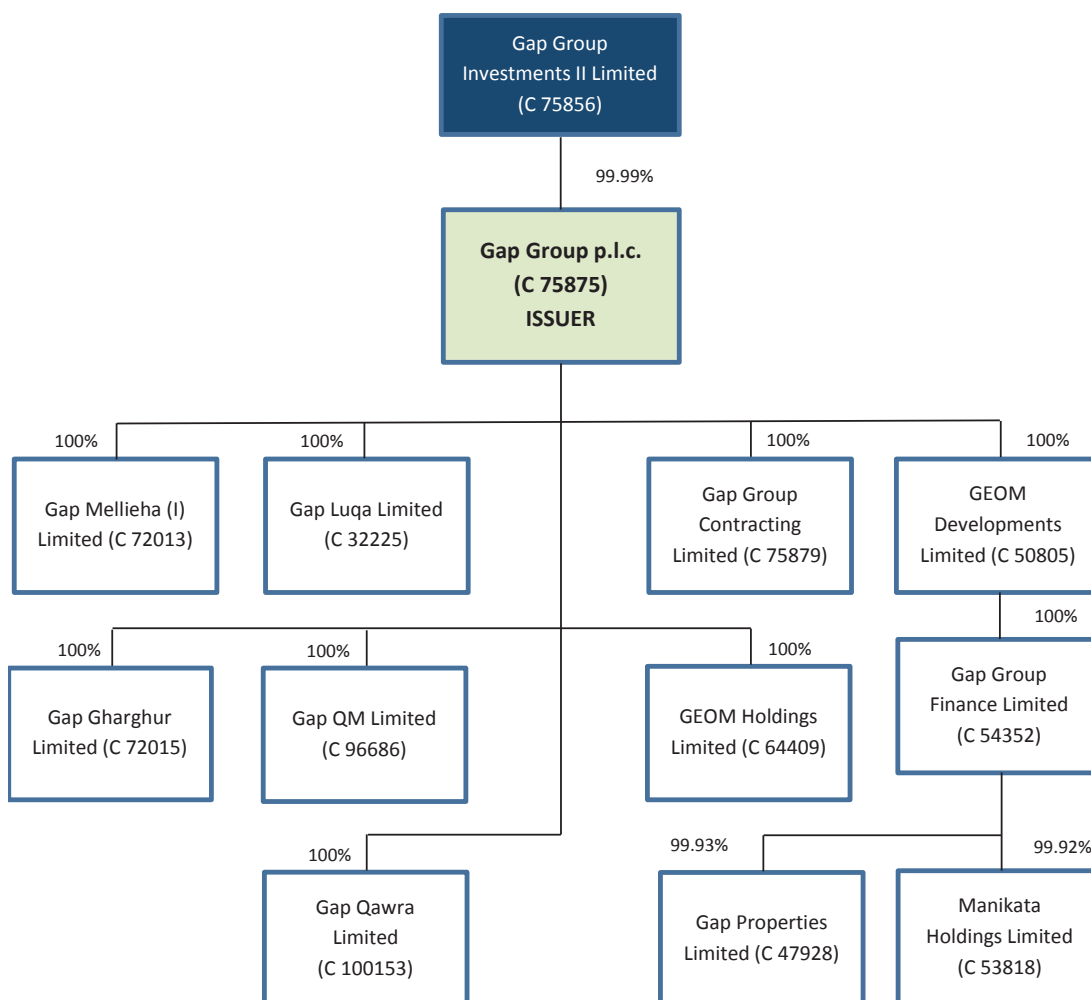 Gap Group
Investments II Limited
(C 75856)
99.99%
Gap Group p.l.c.
(C 75875)
ISSUER
100%
100%
100%
100%
Gap Mellieha (I)
Limited (C 72013)
Gap Luqa Limited
(C 32225)
Gap Group
Contracting
Limited (C 75879)
GEOM
Developments
Limited (C 50805)
100%
100%
100%
100%
Gap Gharghur
Limited (C 72015)
Gap QM Limited
(C 96686)
GEOM Holdings
Limited (C 64409)
Gap Group
Finance Limited
(C 54352)
100%
99.93%
99.92%
Gap Qawra
Limited
(C 100153)
Gap Properties
Limited (C 47928)
Manikata
Holdings Limited
(C 53818)